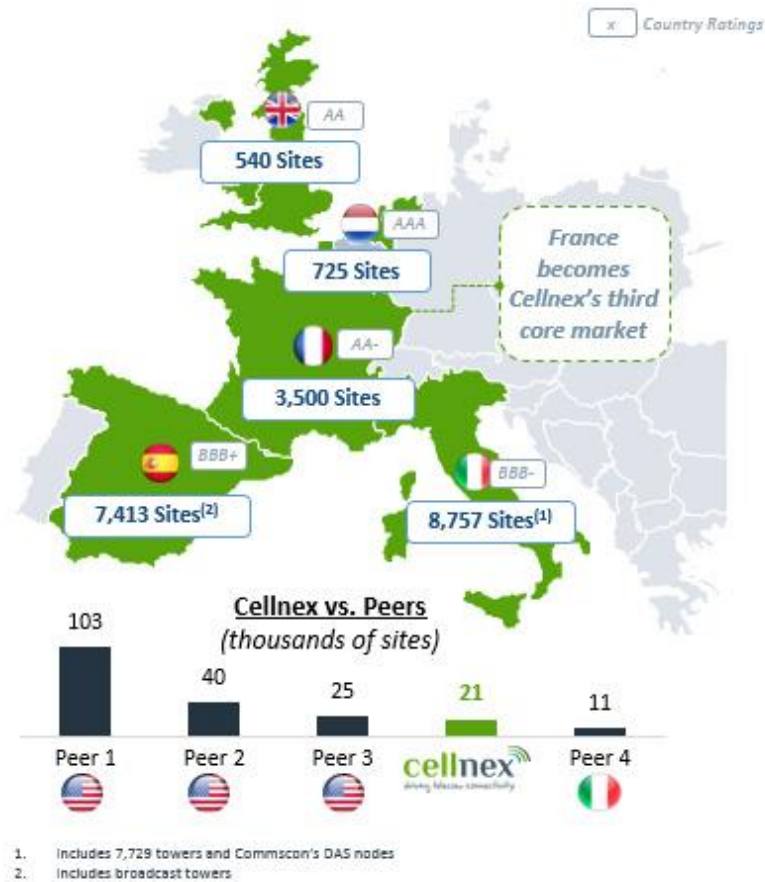 x Country Ratings
AA
540 Sites
AAA
725 Sites
France
becomes
Cellnex's third
core market
AA-
3,500 Sites
BBB+
7,413 Sites(2)
BBB-
8,757 Sites(1)
Cellnex vs. Peers
(thousands of sites)
103
40
25
21
11
Peer 1
Peer 2
Peer 3
cellnex
driving telecom connectivity
Peer 4
1. Includes 7,729 towers and Commscon's DAS nodes
2. Includes broadcast towers